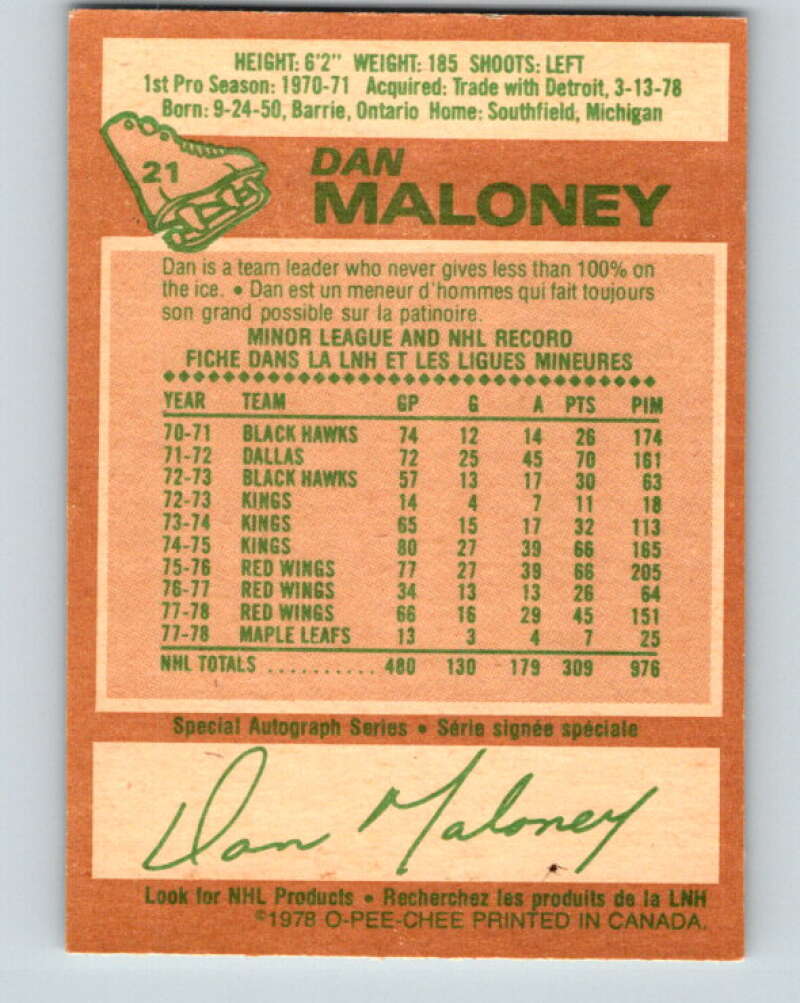 HEIGHT: 6'2" WEIGHT: 185 SHOOTS: LEFT
1st Pro Season: 1970-71 Acquired: Trade with Detroit, 3-13-78
Born: 9-24-50, Barrie, Ontario Home: Southfield, Michigan
21
DAN
MALONEY
Dan is a team leader who never gives less than 100% on
the ice. • Dan est un meneur d'hommes qui fait toujours
son grand possible sur la patinoire.
MINOR LEAGUE AND NHL RECORD
FICHE DANS LA LNH ET LES LIGUES MINEURES
YEAR TEAM GP G A PTS PIM
70-71 BLACK HAWKS 74 12 14 26 174
71-72 DALLAS 72 25 45 70 161
72-73 BLACK HAWKS 57 13 17 30 63
72-73 KINGS 14 4 7 11 18
73-74 KINGS 65 15 17 32 113
74-75 KINGS 80 27 39 66 165
75-76 RED WINGS 77 27 39 66 205
76-77 RED WINGS 34 13 13 26 64
77-78 RED WINGS 66 16 29 45 151
77-78 MAPLE LEAFS 13 3 4 7 25
NHL TOTALS .......... 480 130 179 309 976
Special Autograph Series • Série signée spéciale
Dan Maloney
Look for NHL Products • Recherchez les produits de la LNH
©1978 O-PEE-CHEE PRINTED IN CANADA.